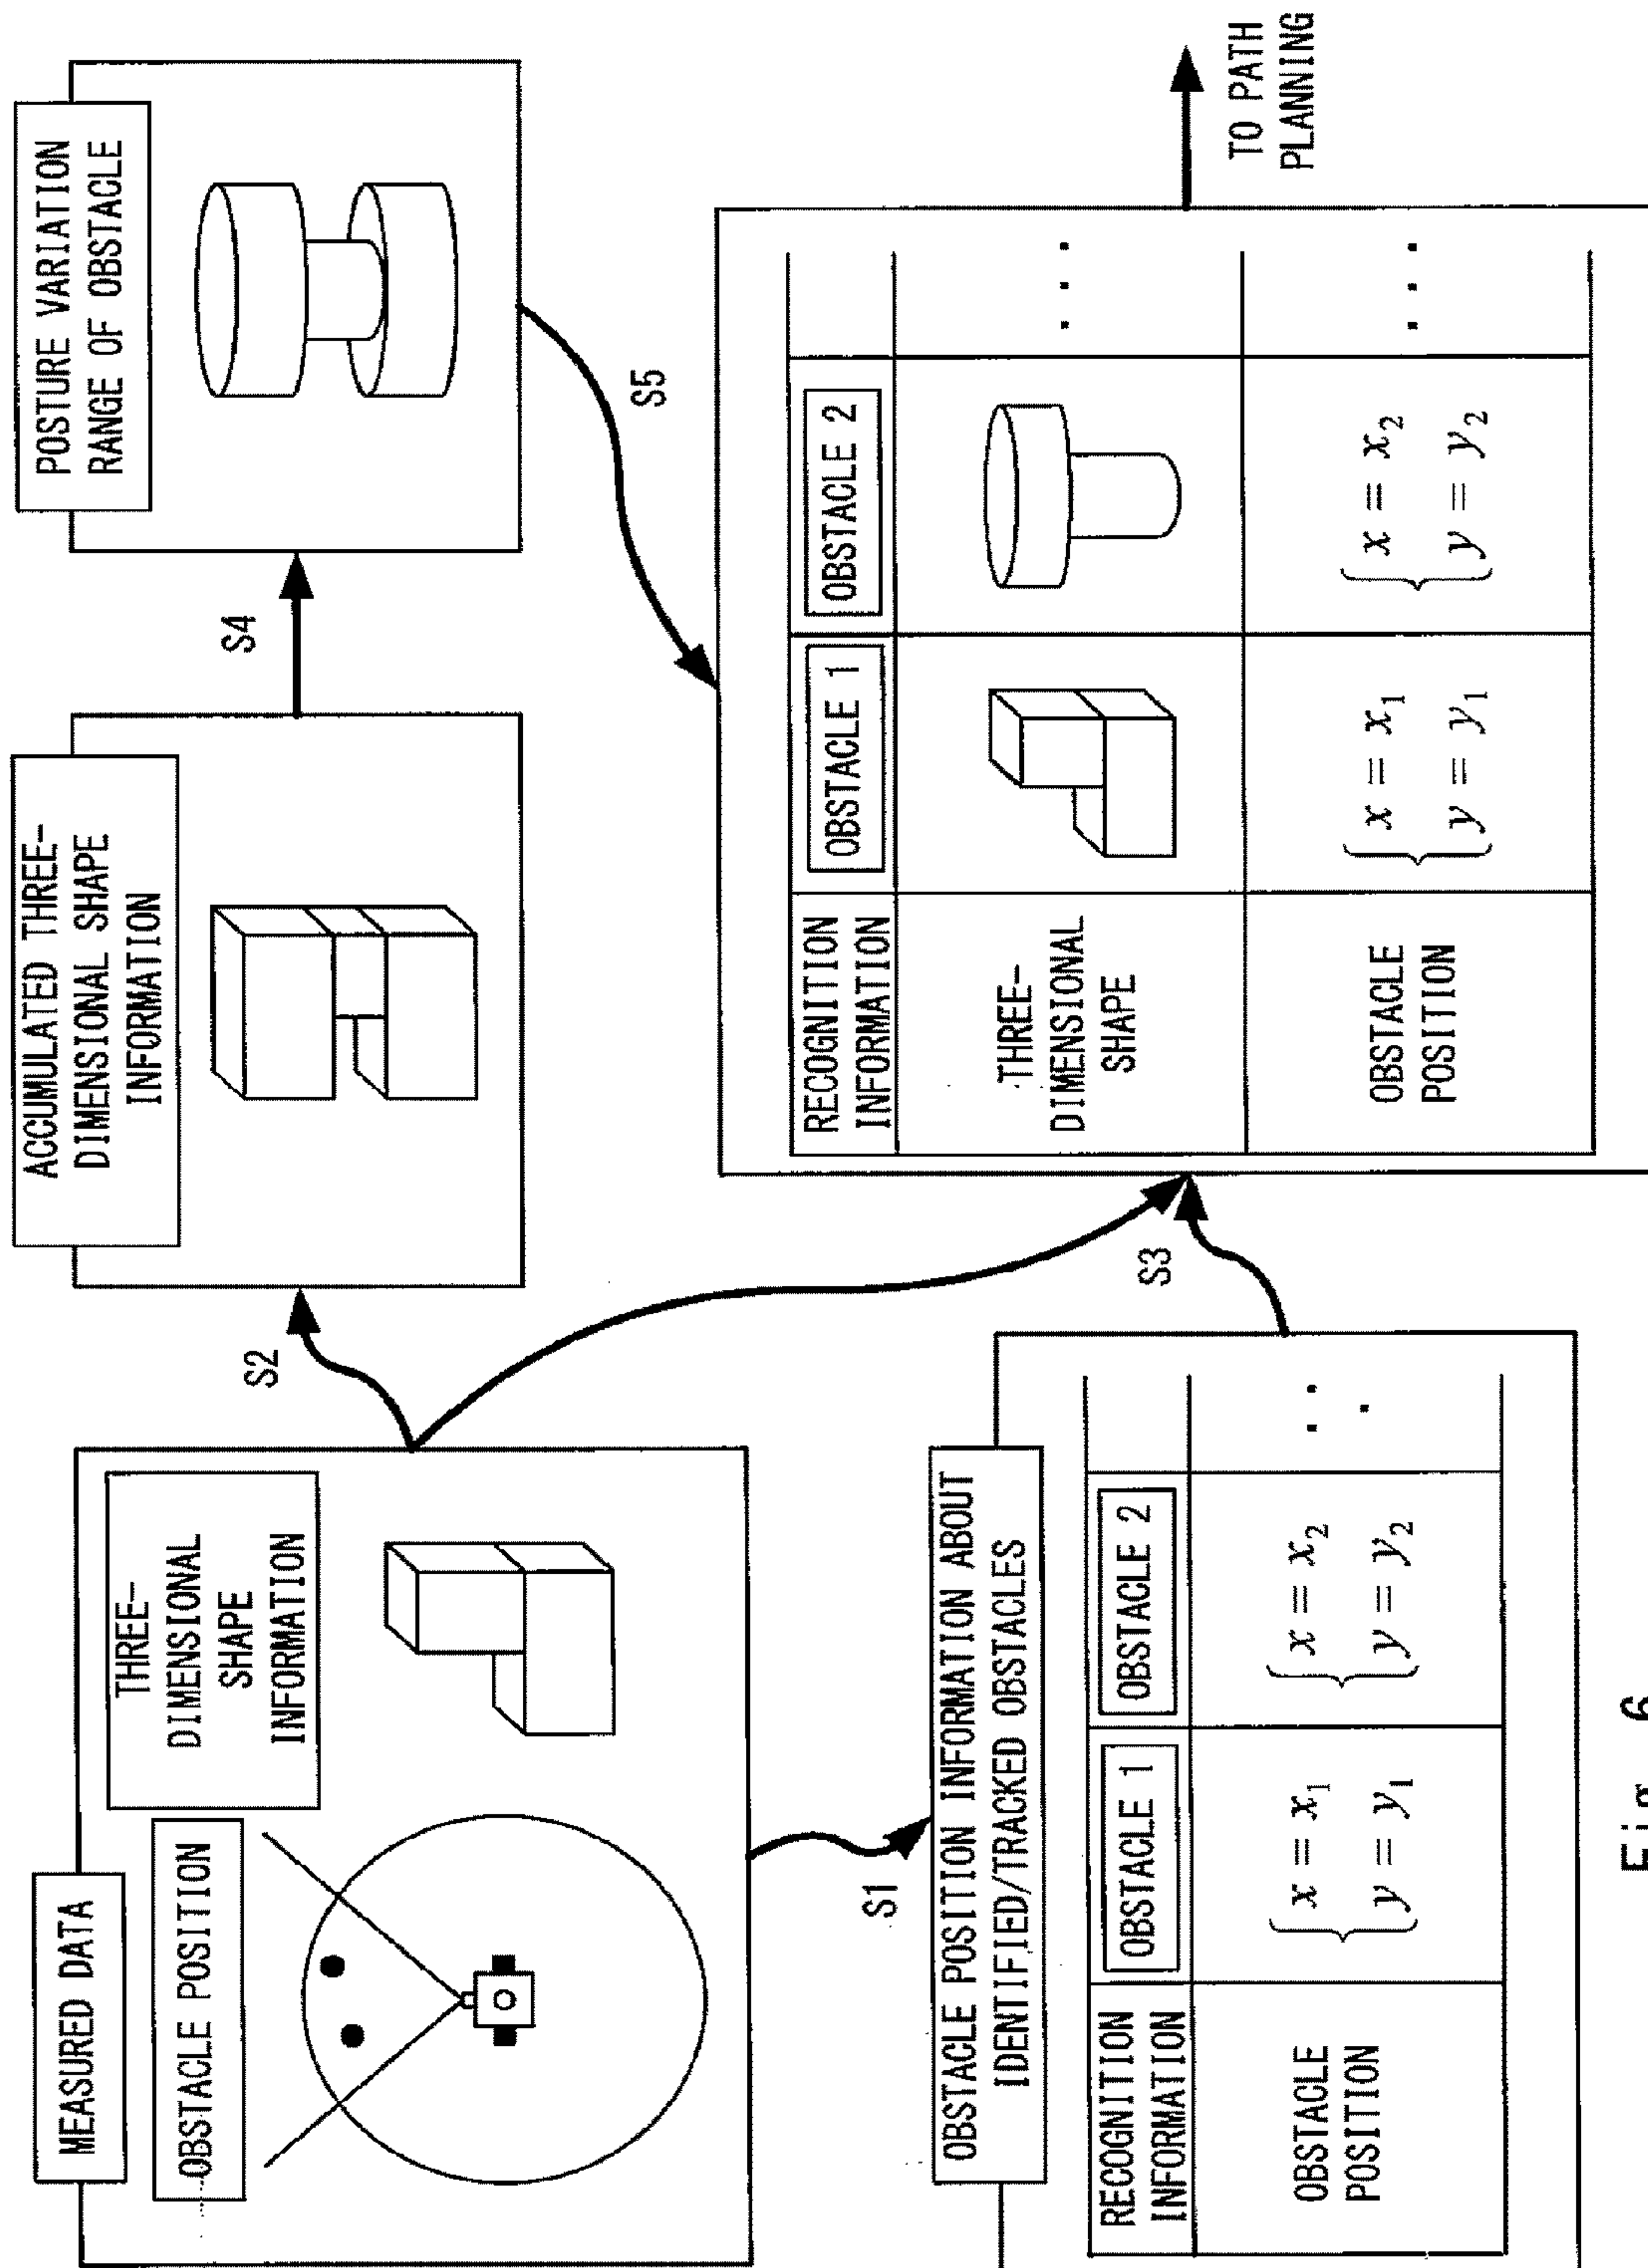 MEASURED DATA
OBSTACLE POSITION
THREE-
DIMENSIONAL
SHAPE
INFORMATION
S2
ACCUMULATED THREE-
DIMENSIONAL SHAPE
INFORMATION
S4
POSTURE VARIATION
RANGE OF OBSTACLE
S1
S5
OBSTACLE POSITION INFORMATION ABOUT
IDENTIFIED/TRACKED OBSTACLES
RECOGNITION
INFORMATION
OBSTACLE 1
OBSTACLE 2
OBSTACLE
POSITION
x = x₁
y = y₁
x = x₂
y = y₂
...
S3
RECOGNITION
INFORMATION
OBSTACLE 1
OBSTACLE 2
THREE-
DIMENSIONAL
SHAPE
...
OBSTACLE
POSITION
x = x₁
y = y₁
x = x₂
y = y₂
...
TO PATH
PLANNING
Fig. 6